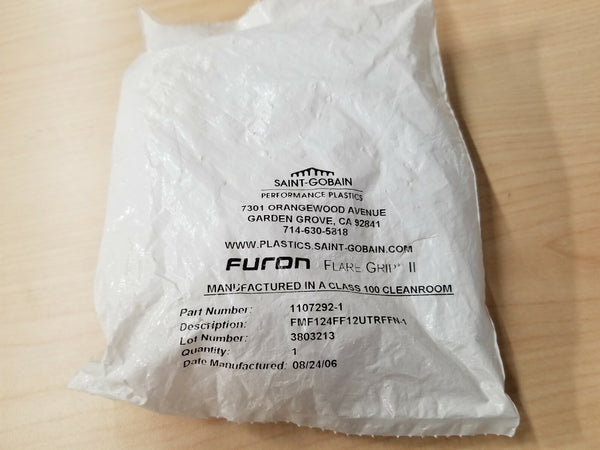 SAINT-GOBAIN
PERFORMANCE PLASTICS
7301 ORANGEWOOD AVENUE
GARDEN GROVE, CA 92841
714-630-5818
WWW.PLASTICS.SAINT-GOBAIN.COM
FURON FLARE GRIP II
MANUFACTURED IN A CLASS 100 CLEANROOM
Part Number: 1107292-1
Description: FMF124FF12UTRFFN-1
Lot Number: 3803213
Quantity: 1
Date Manufactured: 08/24/06